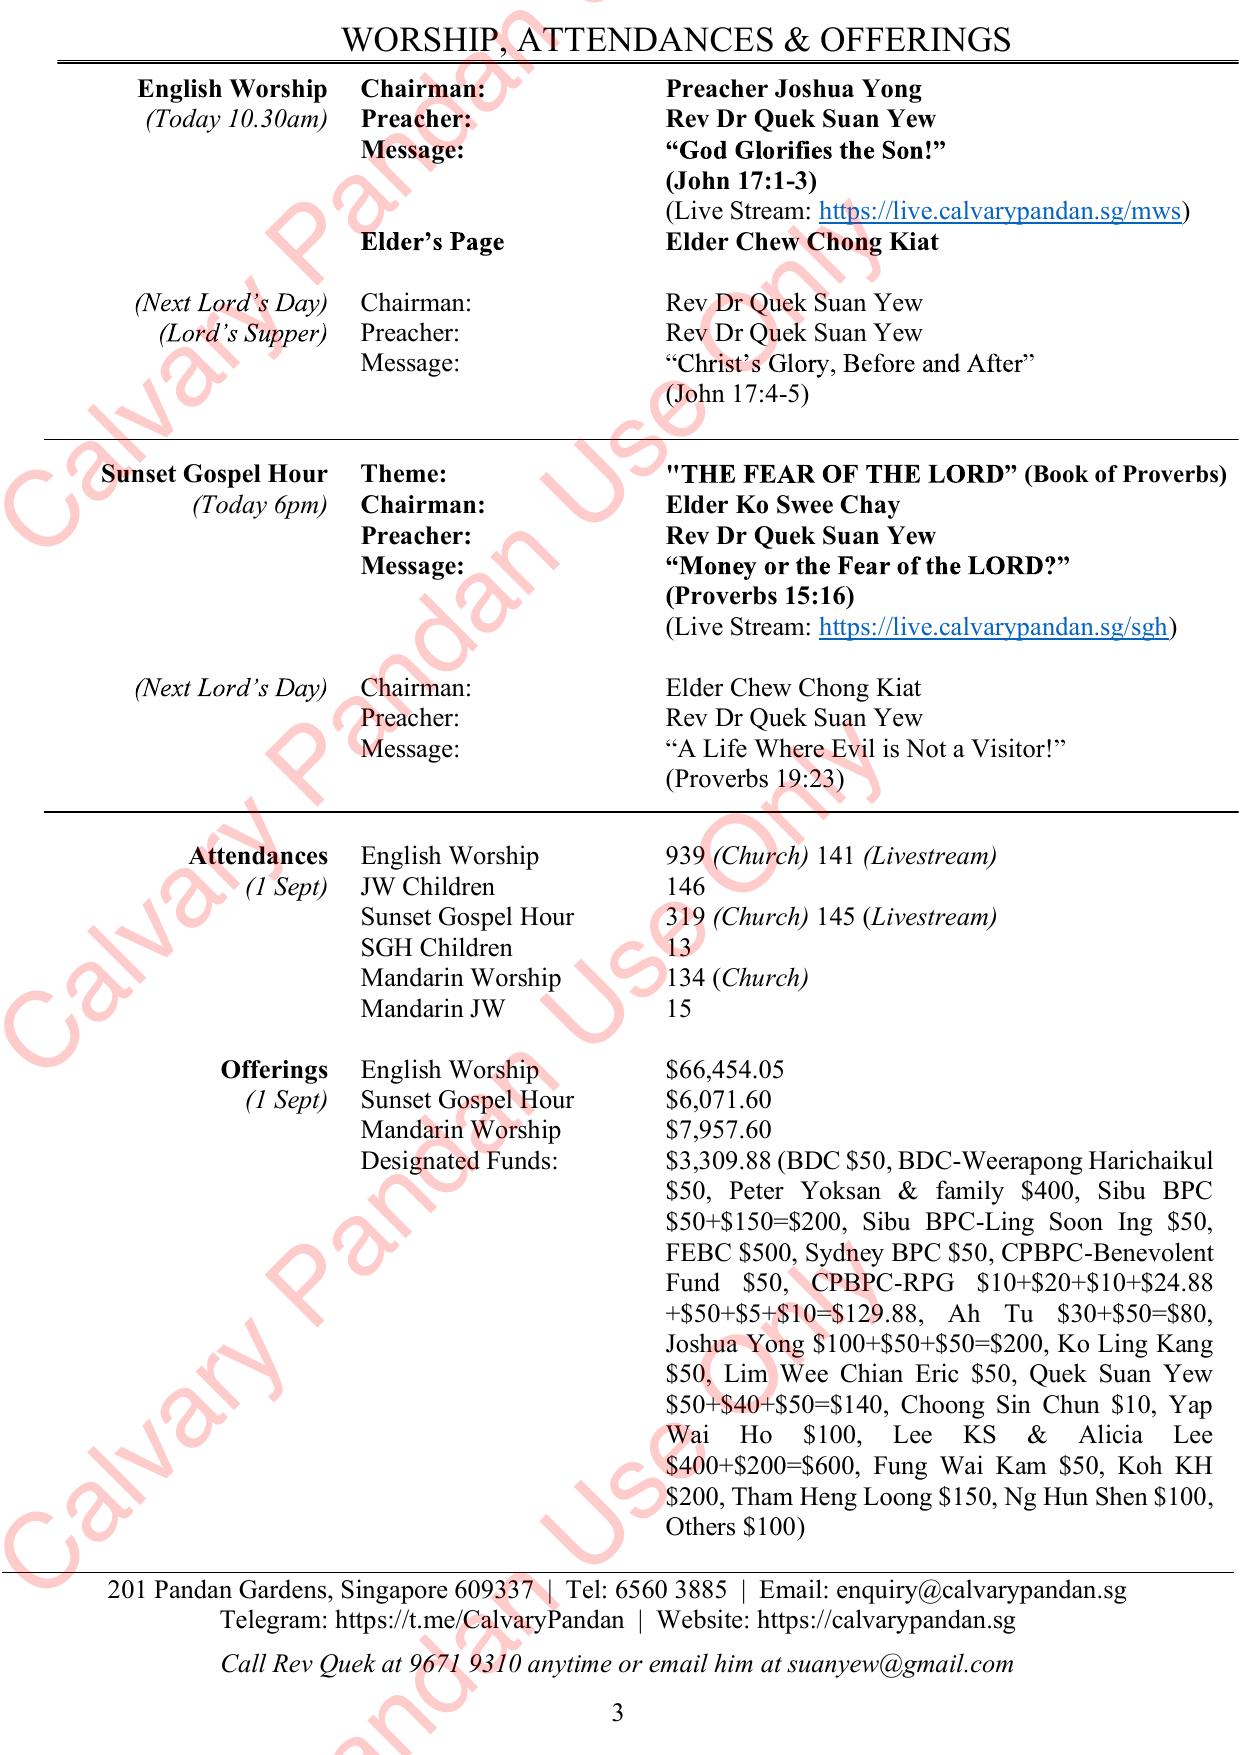 WORSHIP, ATTENDANCES & OFFERINGS
English Worship Chairman: Preacher Joshua Yong
(Today 10.30am) Preacher: Rev Dr Quek Suan Yew
Message: “God Glorifies the Son!”
(John 17:1-3)
(Live Stream: https://live.calvarypandan.sg/mws)
Elder’s Page Elder Chew Chong Kiat
(Next Lord’s Day) Chairman: Rev Dr Quek Suan Yew
(Lord’s Supper) Preacher: Rev Dr Quek Suan Yew
Message: “Christ’s Glory, Before and After”
(John 17:4-5)
Sunset Gospel Hour Theme: "THE FEAR OF THE LORD” (Book of Proverbs)
(Today 6pm) Chairman: Elder Ko Swee Chay
Preacher: Rev Dr Quek Suan Yew
Message: “Money or the Fear of the LORD?”
(Proverbs 15:16)
(Live Stream: https://live.calvarypandan.sg/sgh)
(Next Lord’s Day) Chairman: Elder Chew Chong Kiat
Preacher: Rev Dr Quek Suan Yew
Message: “A Life Where Evil is Not a Visitor!”
(Proverbs 19:23)
Attendances English Worship 939 (Church) 141 (Livestream)
(1 Sept) JW Children 146
Sunset Gospel Hour 319 (Church) 145 (Livestream)
SGH Children 13
Mandarin Worship 134 (Church)
Mandarin JW 15
Offerings English Worship $66,454.05
(1 Sept) Sunset Gospel Hour $6,071.60
Mandarin Worship $7,957.60
Designated Funds: $3,309.88 (BDC $50, BDC-Weerapong Harichaikul
$50, Peter Yoksan & family $400, Sibu BPC
$50+$150=$200, Sibu BPC-Ling Soon Ing $50,
FEBC $500, Sydney BPC $50, CPBPC-Benevolent
Fund $50, CPBPC-RPG $10+$20+$10+$24.88
+$50+$5+$10=$129.88, Ah Tu $30+$50=$80,
Joshua Yong $100+$50+$50=$200, Ko Ling Kang
$50, Lim Wee Chian Eric $50, Quek Suan Yew
$50+$40+$50=$140, Choong Sin Chun $10, Yap
Wai Ho $100, Lee KS & Alicia Lee
$400+$200=$600, Fung Wai Kam $50, Koh KH
$200, Tham Heng Loong $150, Ng Hun Shen $100,
Others $100)
201 Pandan Gardens, Singapore 609337 | Tel: 6560 3885 | Email: enquiry@calvarypandan.sg
Telegram: https://t.me/CalvaryPandan | Website: https://calvarypandan.sg
Call Rev Quek at 9671 9310 anytime or email him at suanyew@gmail.com
3
Calvary Pandan Use Only
Calvary Pandan Use Only
Calvary Pandan Use Only